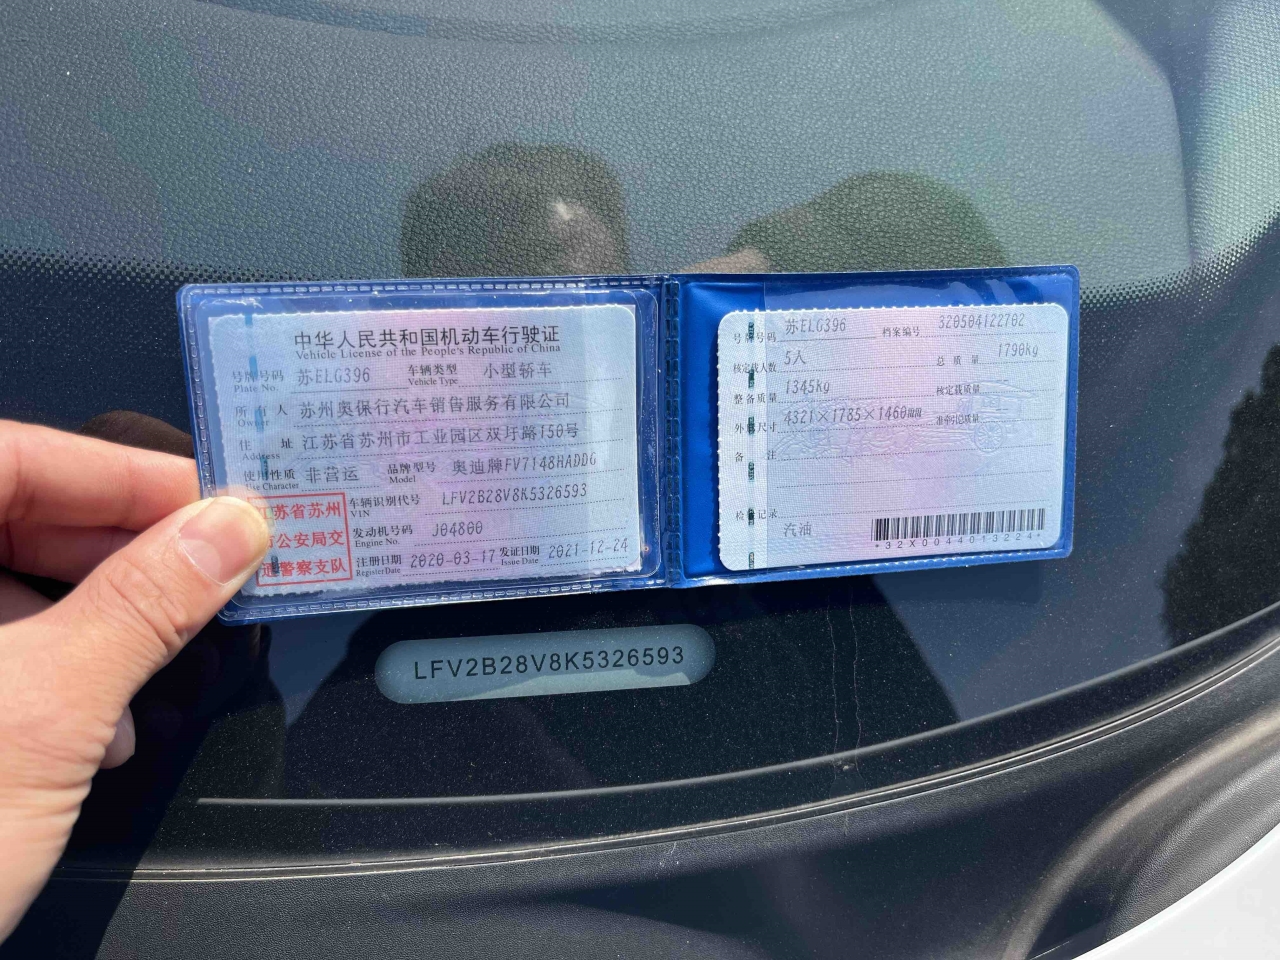 中华人民共和国机动车行驶证
Vehicle License of the People's Republic of China
号牌号码 苏ELG396 车辆类型 小型轿车
Plate No. Vehicle Type
所有人 苏州奥保行汽车销售服务有限公司
Owner
住址 江苏省苏州市工业园区双圩路150号
Address
使用性质 非营运 品牌型号 奥迪牌FV7148HADDG
Use Character Model
江苏省苏州
公安局交
通警察支队
车辆识别代号 LFV2B28V8K5326593
VIN
发动机号码 J04800
Engine No.
注册日期 2020-03-17 发证日期 2021-12-24
Register Date Issue Date
号牌号码 苏ELG396 档案编号 320504122702
核定载人数 5人 总质量 1790kg
整备质量 1345kg 核定载质量
外廓尺寸 4321×1785×1460mm 准牵引总质量
备注
检验记录
汽油
*32X0044013224*
LFV2B28V8K5326593